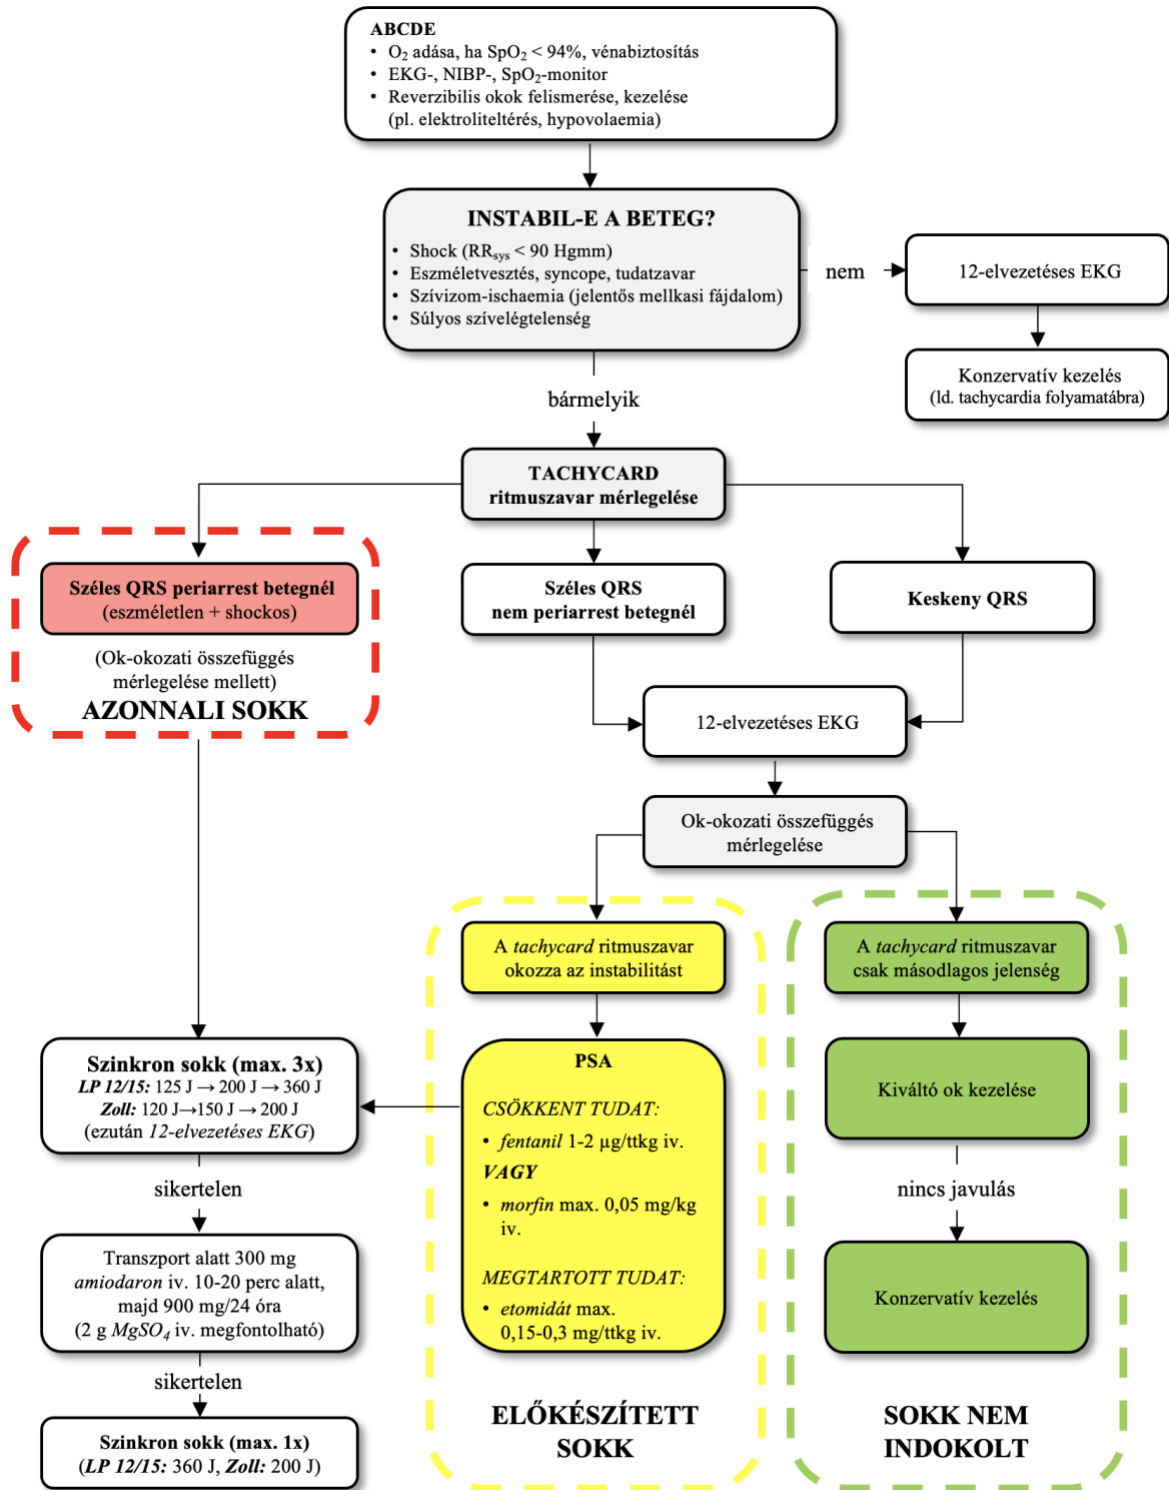 ABCDE
• O₂ adása, ha SpO₂ < 94%, vénabiztosítás
• EKG-, NIBP-, SpO₂-monitor
• Reverzibilis okok felismerése, kezelése
(pl. elektroliteltérés, hypovolaemia)
INSTABIL-E A BETEG?
• Shock (RRsys < 90 Hgmm)
• Eszméletvesztés, syncope, tudatzavar
• Szívizom-ischaemia (jelentős mellkasi fájdalom)
• Súlyos szívelégtelenség
nem
12-elvezetéses EKG
Konzervatív kezelés
(ld. tachycardia folyamatábra)
bármelyik
TACHYCARD
ritmuszavar mérlegelése
Széles QRS periarrest betegnél
(eszméletlen + shockos)
(Ok-okozati összefüggés
mérlegelése mellett)
AZONNALI SOKK
Széles QRS
nem periarrest betegnél
Keskeny QRS
12-elvezetéses EKG
Ok-okozati összefüggés
mérlegelése
A tachycard ritmuszavar
okozza az instabilitást
A tachycard ritmuszavar
csak másodlagos jelenség
Szinkron sokk (max. 3x)
LP 12/15: 125 J → 200 J → 360 J
Zoll: 120 J→150 J → 200 J
(ezután 12-elvezetéses EKG)
PSA
CSÖKKENT TUDAT:
• fentanil 1-2 µg/ttkg iv.
VAGY
• morfin max. 0,05 mg/kg
iv.
MEGTARTOTT TUDAT:
• etomidát max.
0,15-0,3 mg/ttkg iv.
Kiváltó ok kezelése
nincs javulás
Konzervatív kezelés
sikertelen
Transzport alatt 300 mg
amiodaron iv. 10-20 perc alatt,
majd 900 mg/24 óra
(2 g MgSO₄ iv. megfontolható)
sikertelen
Szinkron sokk (max. 1x)
(LP 12/15: 360 J, Zoll: 200 J)
ELŐKÉSZÍTETT
SOKK
SOKK NEM
INDOKOLT